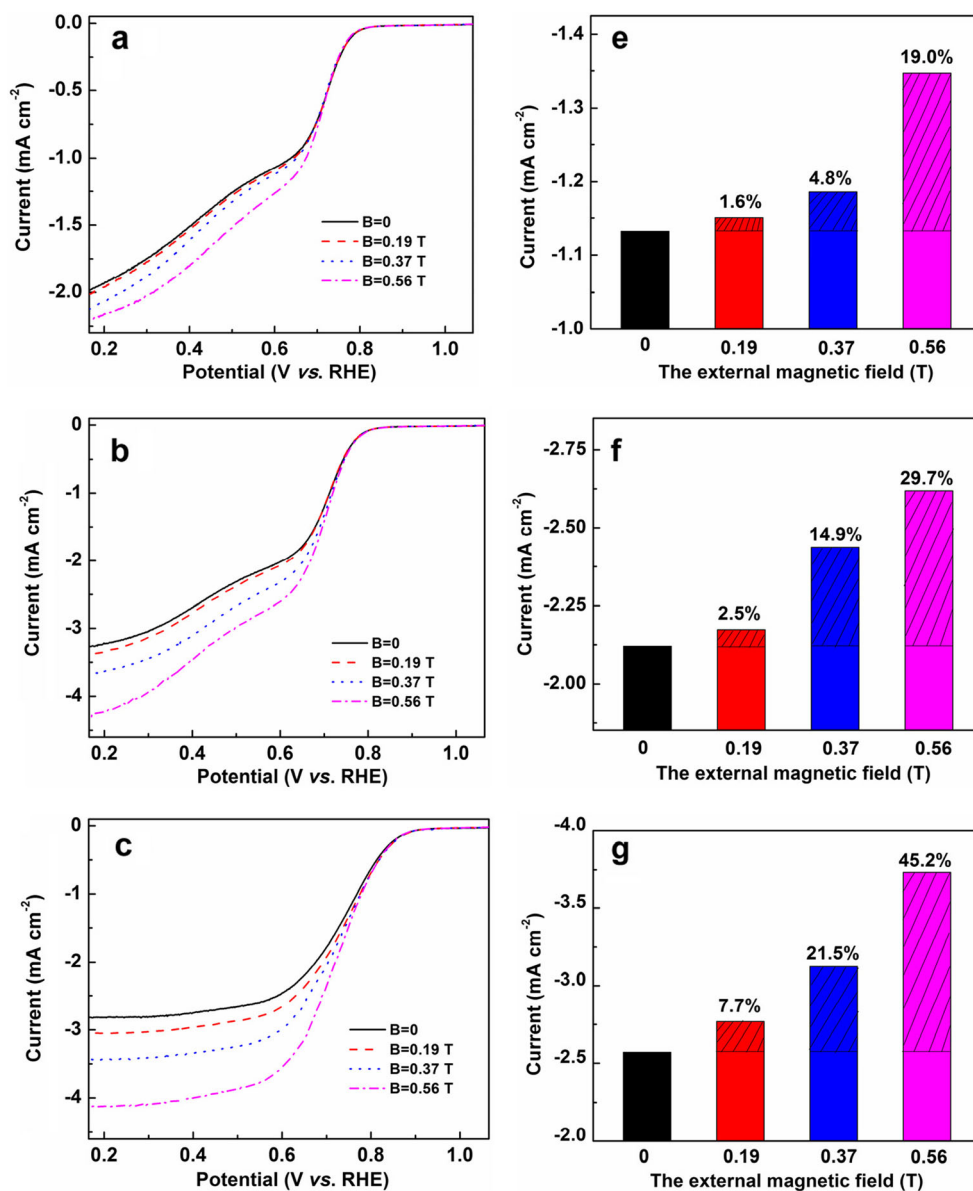 a
0.0
-0.5
-1.0
-1.5
-2.0
Current (mA cm-2)
B=0
B=0.19 T
B=0.37 T
B=0.56 T
0.2 0.4 0.6 0.8 1.0
Potential (V vs. RHE)
e
-1.4
-1.3
-1.2
-1.1
-1.0
Current (mA cm-2)
1.6%
4.8%
19.0%
0 0.19 0.37 0.56
The external magnetic field (T)
b
0
-1
-2
-3
-4
Current (mA cm-2)
B=0
B=0.19 T
B=0.37 T
B=0.56 T
0.2 0.4 0.6 0.8 1.0
Potential (V vs. RHE)
f
-2.75
-2.50
-2.25
-2.00
Current (mA cm-2)
2.5%
14.9%
29.7%
0 0.19 0.37 0.56
The external magnetic field (T)
c
0
-1
-2
-3
-4
Current (mA cm-2)
B=0
B=0.19 T
B=0.37 T
B=0.56 T
0.2 0.4 0.6 0.8 1.0
Potential (V vs. RHE)
g
-4.0
-3.5
-3.0
-2.5
-2.0
Current (mA cm-2)
7.7%
21.5%
45.2%
0 0.19 0.37 0.56
The external magnetic field (T)